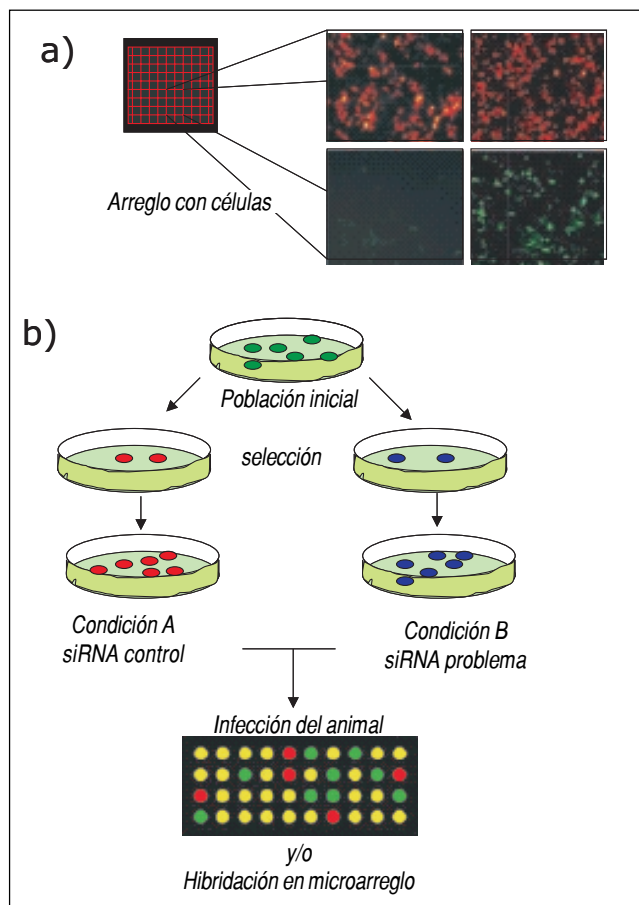 a)
Arreglo con células
b)
Población inicial
selección
Condición A
siRNA control
Condición B
siRNA problema
Infección del animal
y/o
Hibridación en microarreglo